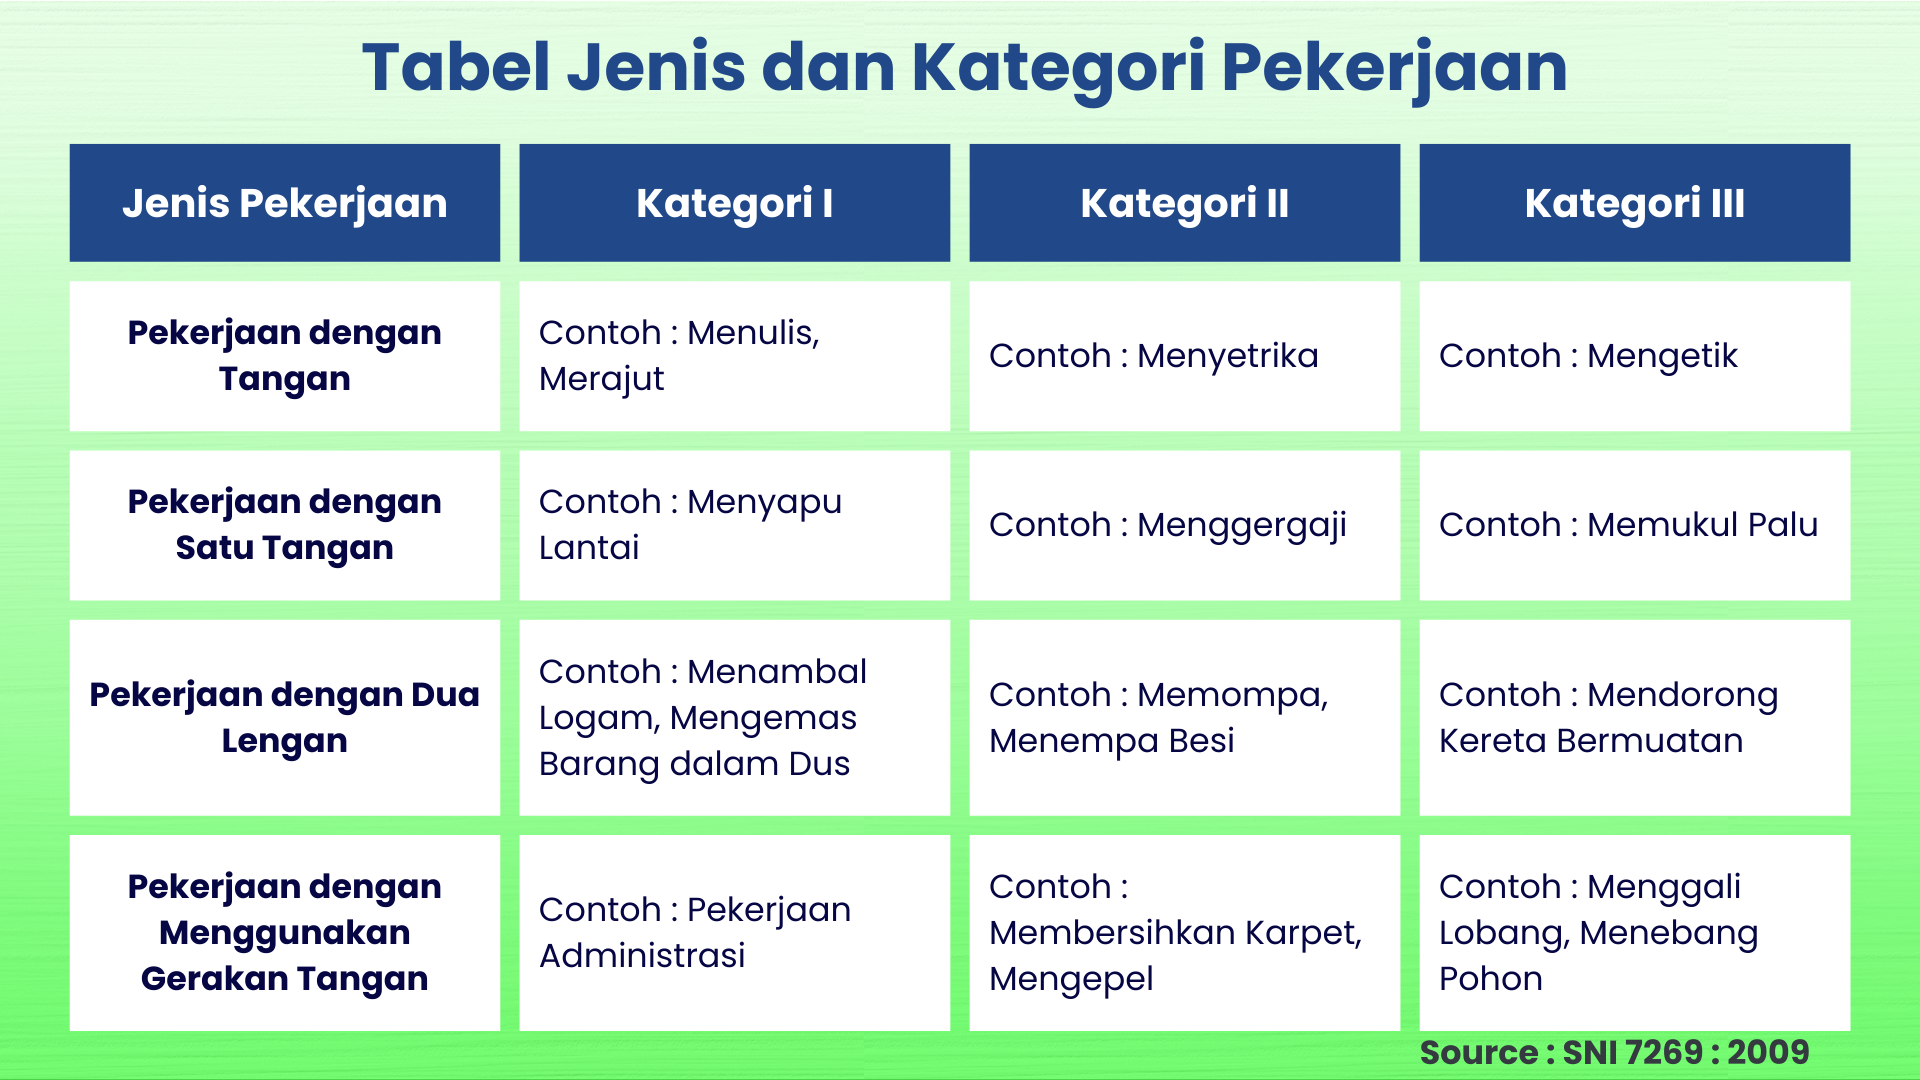 Tabel Jenis dan Kategori Pekerjaan
Jenis Pekerjaan
Kategori I
Kategori II
Kategori III
Pekerjaan dengan
Tangan
Contoh : Menulis,
Merajut
Contoh : Menyetrika
Contoh : Mengetik
Pekerjaan dengan
Satu Tangan
Contoh : Menyapu
Lantai
Contoh : Menggergaji
Contoh : Memukul Palu
Pekerjaan dengan Dua
Lengan
Contoh : Menambal
Logam, Mengemas
Barang dalam Dus
Contoh : Memompa,
Menempa Besi
Contoh : Mendorong
Kereta Bermuatan
Pekerjaan dengan
Menggunakan
Gerakan Tangan
Contoh : Pekerjaan
Administrasi
Contoh :
Membersihkan Karpet,
Mengepel
Contoh : Menggali
Lobang, Menebang
Pohon
Source : SNI 7269 : 2009